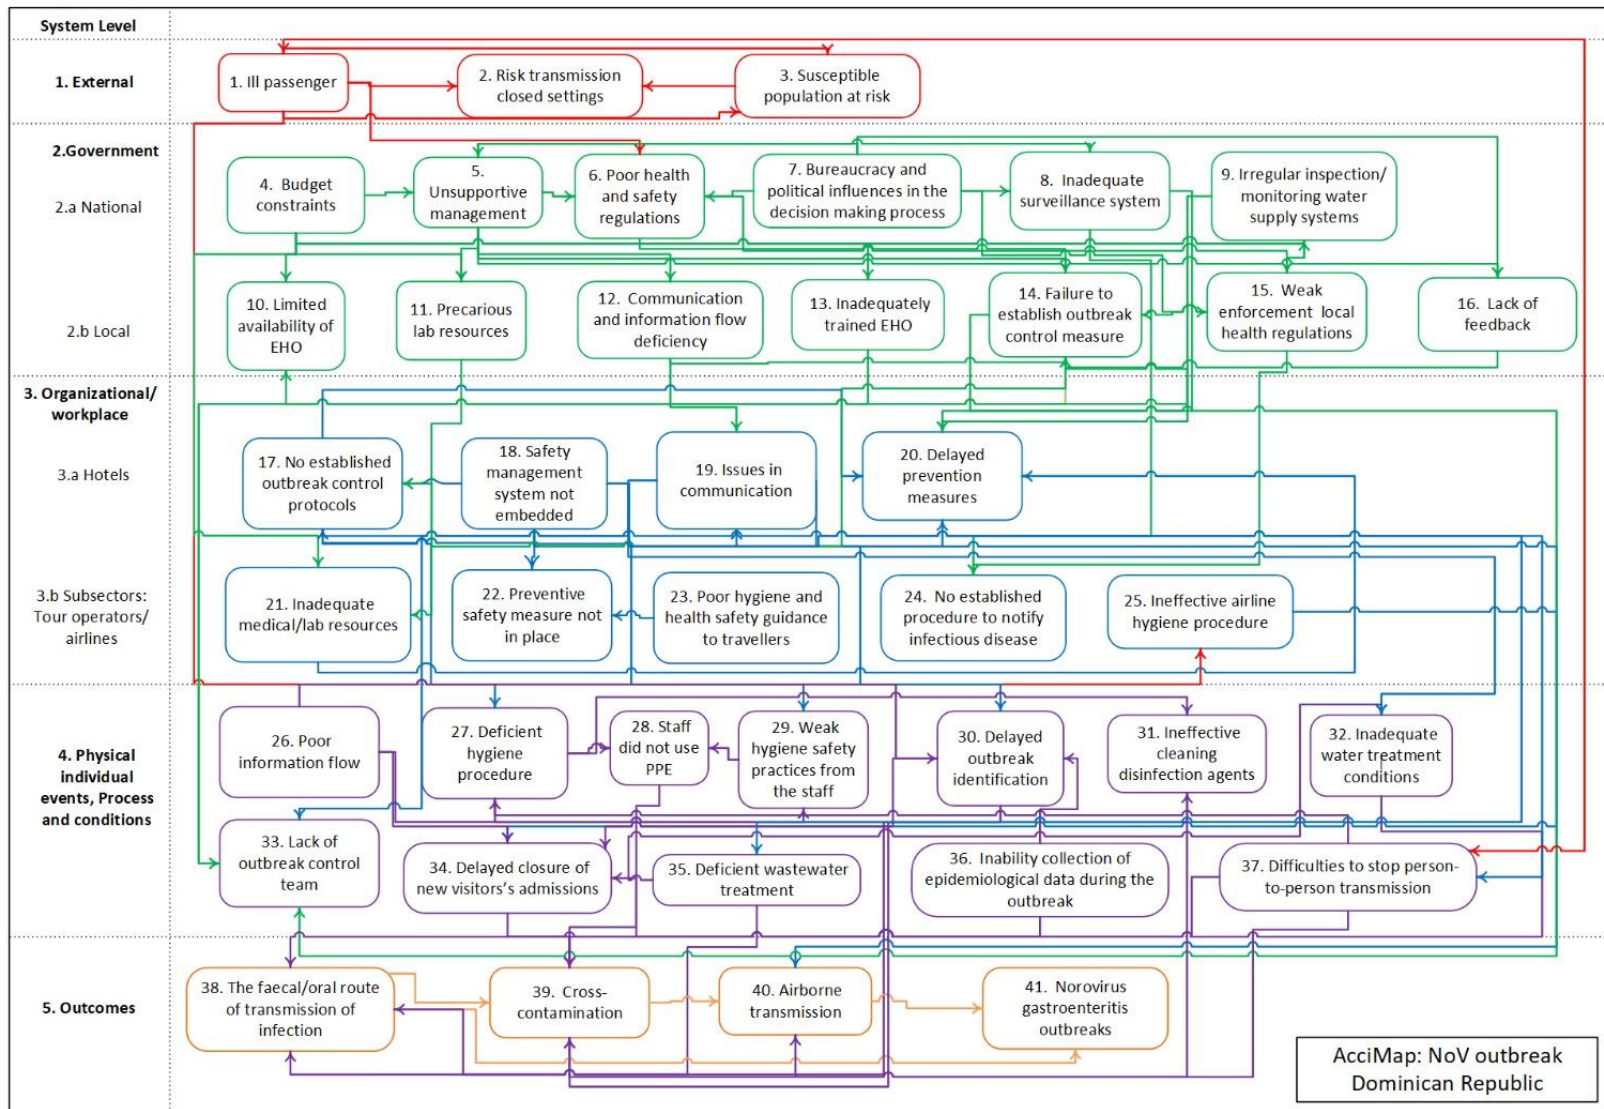 System Level
1. External
1. Ill passenger
2. Risk transmission
closed settings
3. Susceptible
population at risk
2.Government
2.a National
4. Budget
constraints
5.
Unsupportive
management
6. Poor health
and safety
regulations
7. Bureaucracy and
political influences in the
decision making process
8. Inadequate
surveillance system
9. Irregular inspection/
monitoring water
supply systems
2.b Local
10. Limited
availability of
EHO
11. Precarious
lab resources
12. Communication
and information flow
deficiency
13. Inadequately
trained EHO
14. Failure to
establish outbreak
control measure
15. Weak
enforcement local
health regulations
16. Lack of
feedback
3. Organizational/
workplace
3.a Hotels
17. No established
outbreak control
protocols
18. Safety
management
system not
embedded
19. Issues in
communication
20. Delayed
prevention
measures
3.b Subsectors:
Tour operators/
airlines
21. Inadequate
medical/lab resources
22. Preventive
safety measure not
in place
23. Poor hygiene and
health safety guidance
to travellers
24. No established
procedure to notify
infectious disease
25. Ineffective airline
hygiene procedure
4. Physical
individual
events, Process
and conditions
26. Poor
information flow
27. Deficient
hygiene
procedure
28. Staff
did not use
PPE
29. Weak
hygiene safety
practices from
the staff
30. Delayed
outbreak
identification
31. Ineffective
cleaning
disinfection agents
32. Inadequate
water treatment
conditions
33. Lack of
outbreak control
team
34. Delayed closure of
new visitors's admissions
35. Deficient wastewater
treatment
36. Inability collection of
epidemiological data during the
outbreak
37. Difficulties to stop person-
to-person transmission
5. Outcomes
38. The faecal/oral route
of transmission of
infection
39. Cross-
contamination
40. Airborne
transmission
41. Norovirus
gastroenteritis
outbreaks
AcciMap: NoV outbreak
Dominican Republic